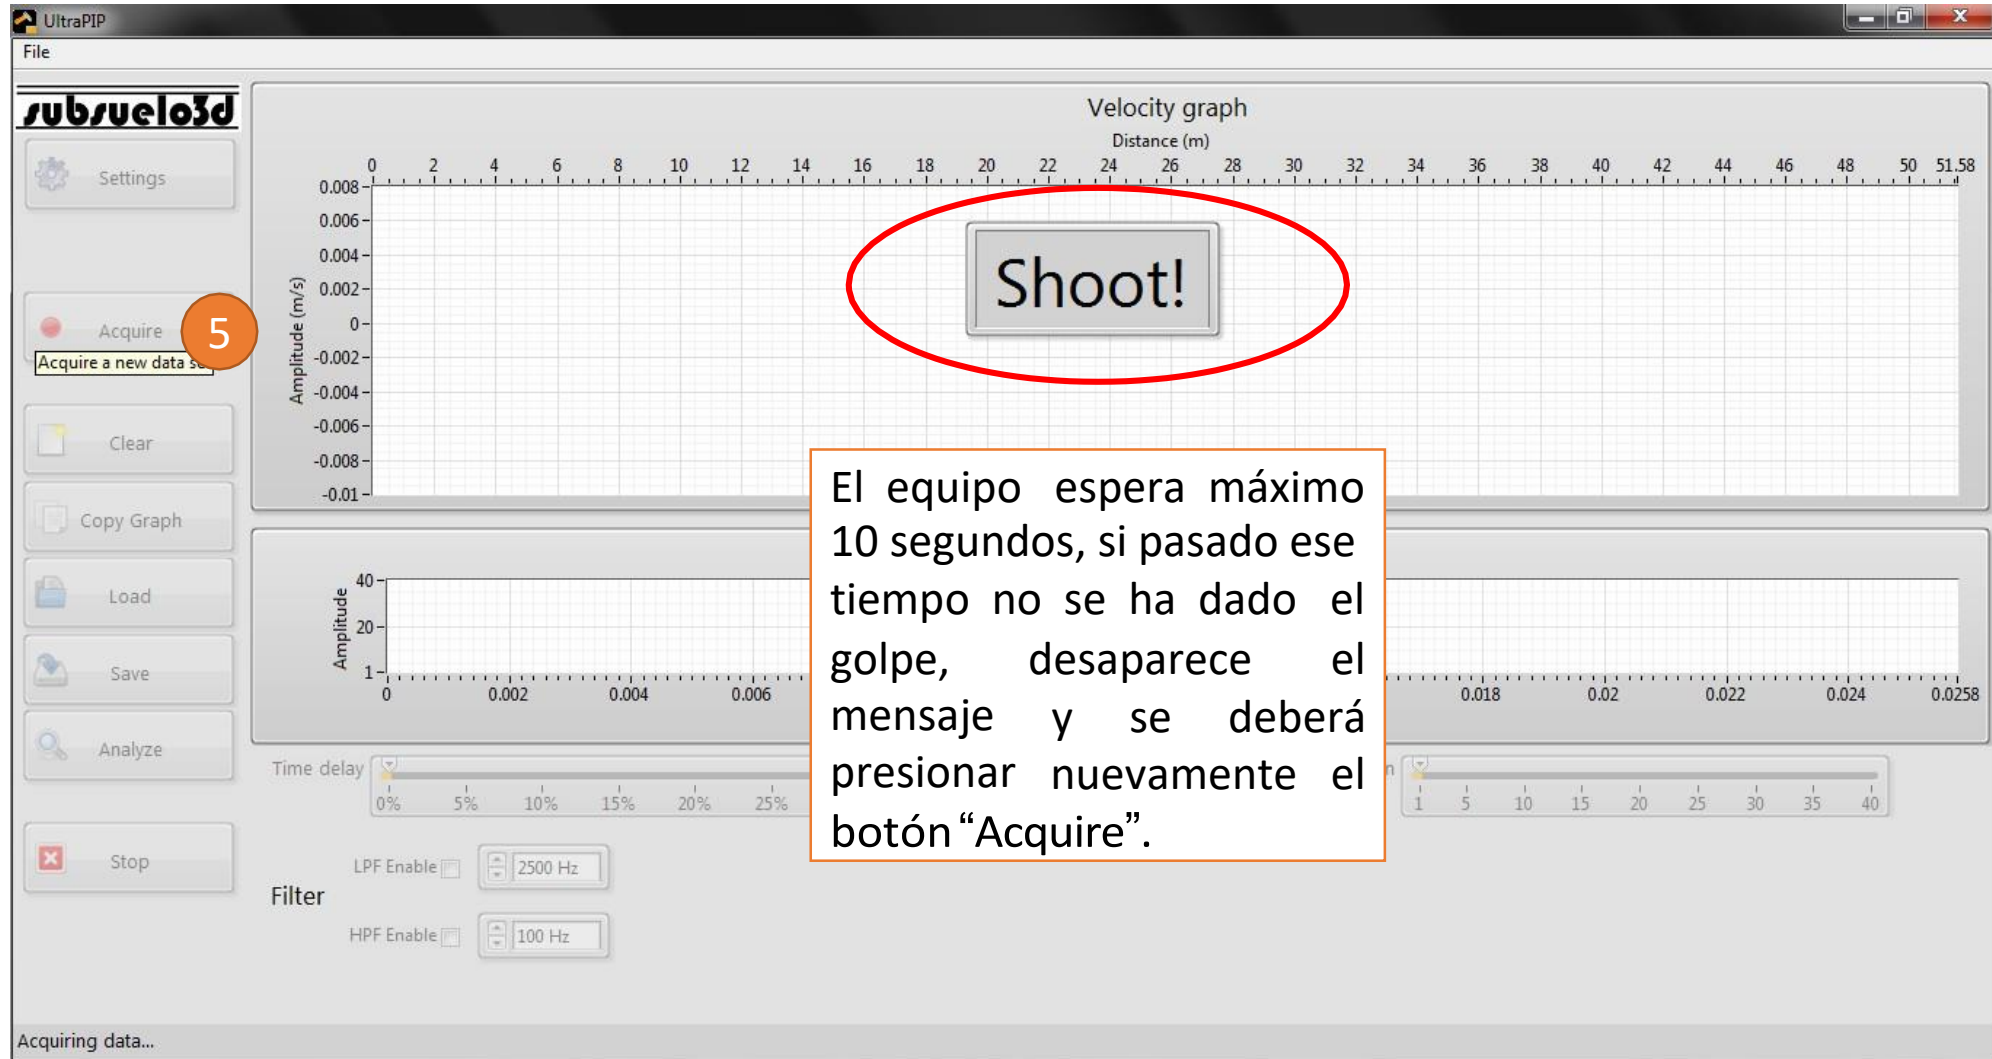 UltraPIP
File
subsuelo3d
Settings
Acquire
5
Acquire a new data se
Clear
Copy Graph
Load
Save
Analyze
Stop
Velocity graph
Distance (m)
0 2 4 6 8 10 12 14 16 18 20 22 24 26 28 30 32 34 36 38 40 42 44 46 48 50 51.58
Amplitude (m/s)
0.008
0.006
0.004
0.002
0
-0.002
-0.004
-0.006
-0.008
-0.01
Shoot!
El equipo espera máximo
10 segundos, si pasado ese
tiempo no se ha dado el
golpe, desaparece el
mensaje y se deberá
presionar nuevamente el
botón “Acquire”.
Amplitude
40
20
1
0 0.002 0.004 0.006 0.018 0.02 0.022 0.024 0.0258
Time delay
0% 5% 10% 15% 20% 25%
n
1 5 10 15 20 25 30 35 40
Filter
LPF Enable 2500 Hz
HPF Enable 100 Hz
Acquiring data...